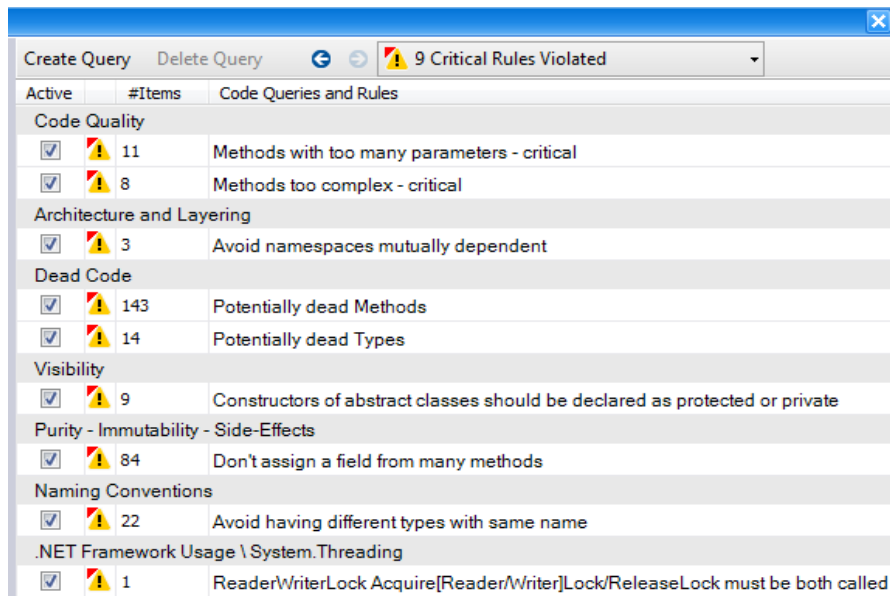 Create Query Delete Query 9 Critical Rules Violated
Active #Items Code Queries and Rules
Code Quality
11 Methods with too many parameters - critical
8 Methods too complex - critical
Architecture and Layering
3 Avoid namespaces mutually dependent
Dead Code
143 Potentially dead Methods
14 Potentially dead Types
Visibility
9 Constructors of abstract classes should be declared as protected or private
Purity - Immutability - Side-Effects
84 Don't assign a field from many methods
Naming Conventions
22 Avoid having different types with same name
.NET Framework Usage \ System.Threading
1 ReaderWriterLock Acquire[Reader/Writer]Lock/ReleaseLock must be both called